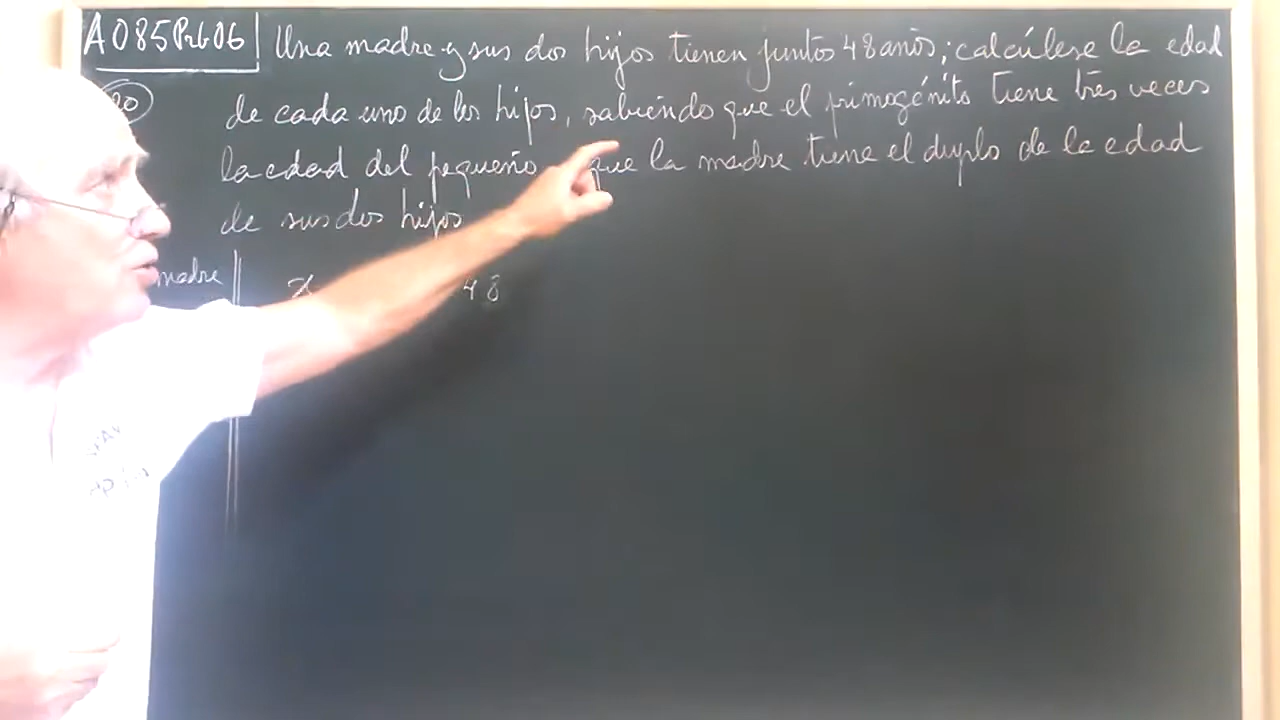 A085Prb06 Una madre y sus dos hijos tienen juntos 48 años; calcúlese la edad
de cada uno de los hijos, sabiendo que el primogénito tiene tres veces
la edad del pequeño que la madre tiene el duplo de la edad
de sus dos hijos
madre x 48